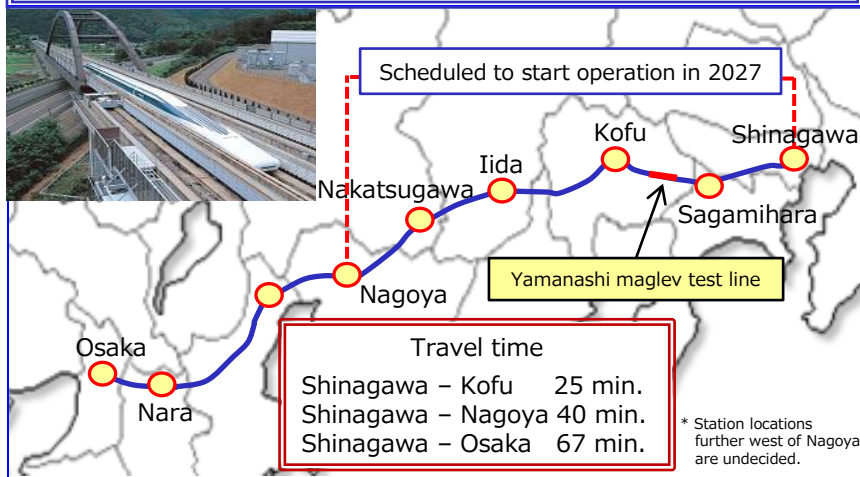 Scheduled to start operation in 2027
Kofu
Shinagawa
Iida
Nakatsugawa
Sagamihara
Yamanashi maglev test line
Nagoya
Osaka
Nara
Travel time
Shinagawa – Kofu 25 min.
Shinagawa – Nagoya 40 min.
Shinagawa – Osaka 67 min.
* Station locations
further west of Nagoya
are undecided.